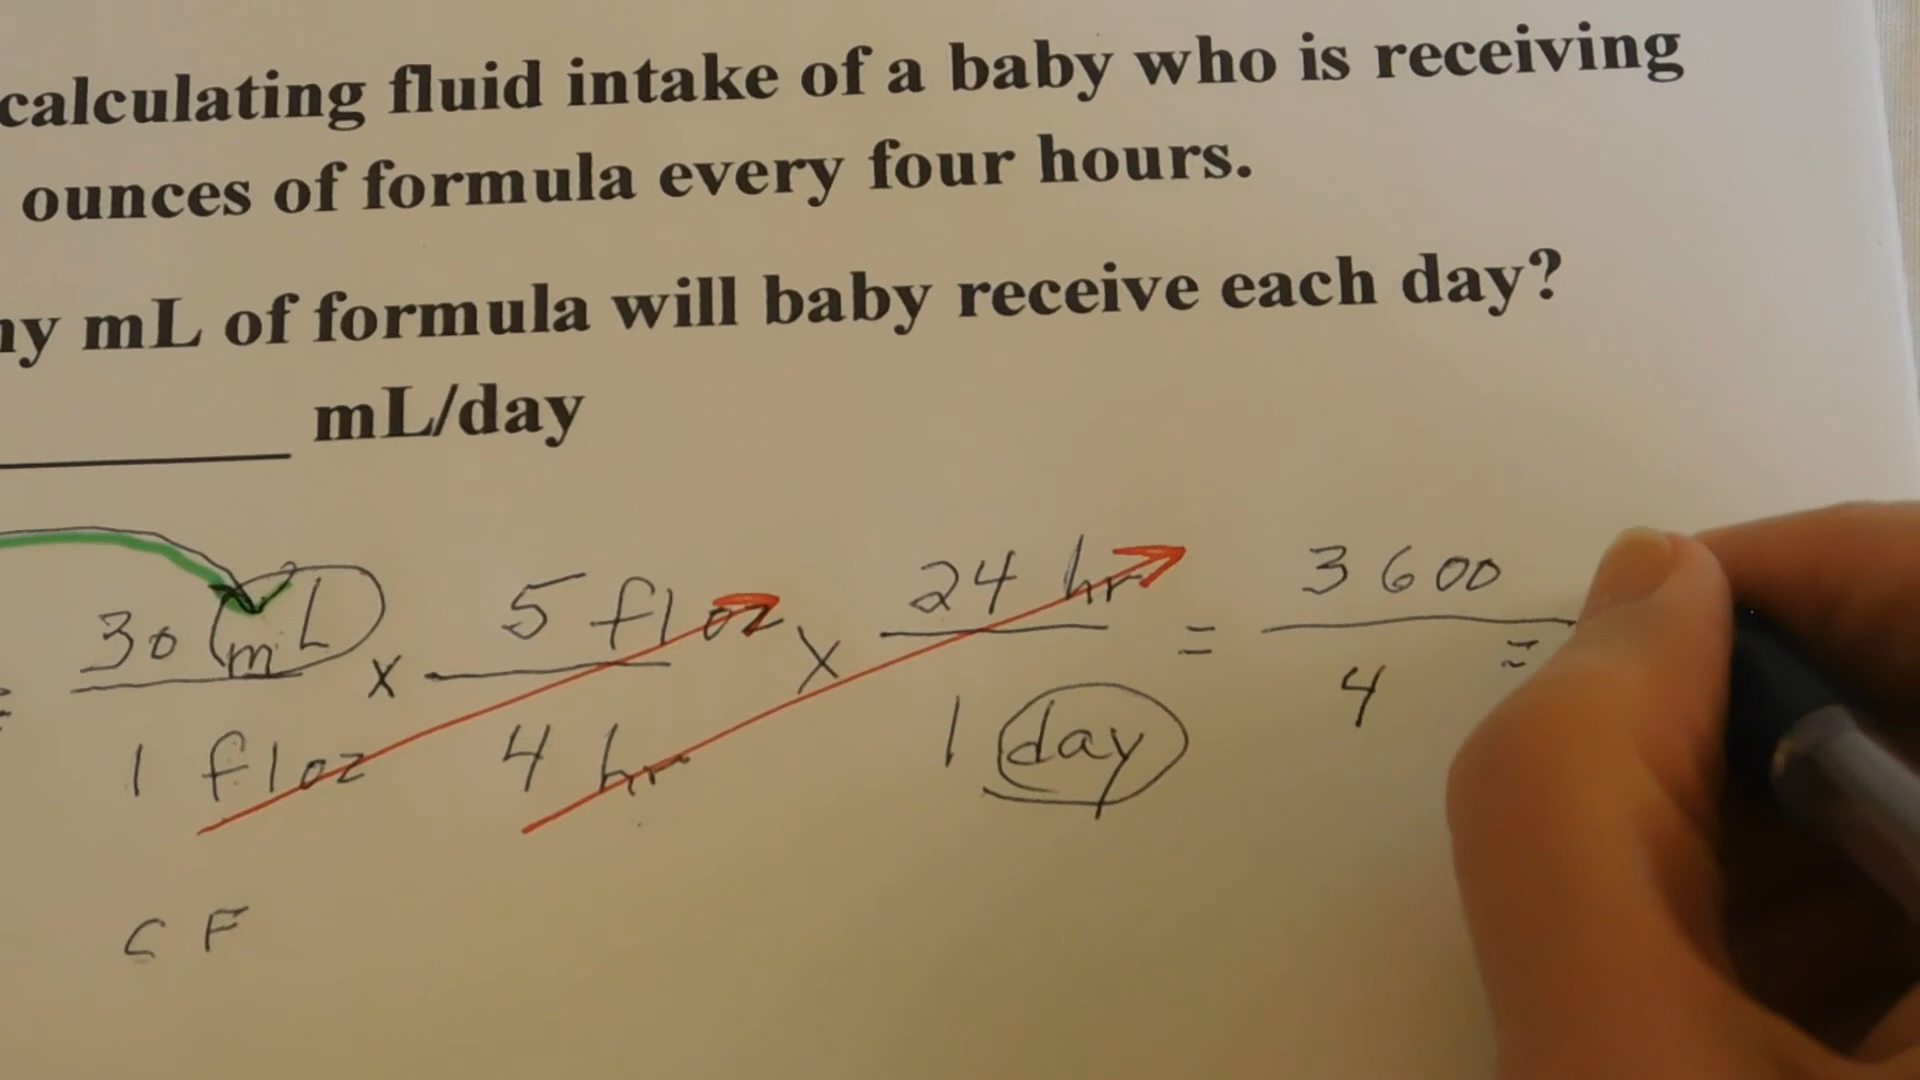 calculating fluid intake of a baby who is receiving
ounces of formula every four hours.
mL of formula will baby receive each day?
mL/day
30 mL x 5 fl oz x 24 hr = 3600 =
1 fl oz 4 hr 1 day 4
CF